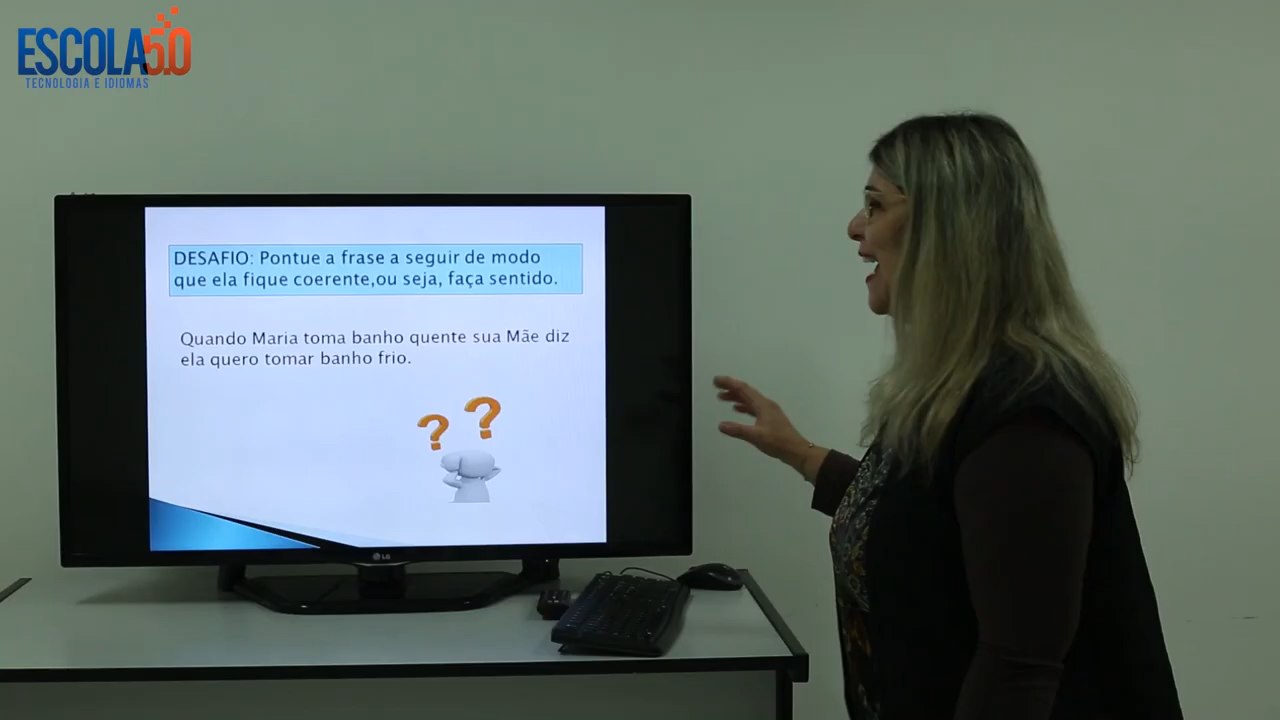 ESCOLA5.0
TECNOLOGIA E IDIOMAS
DESAFIO: Pontue a frase a seguir de modo
que ela fique coerente,ou seja, faça sentido.
Quando Maria toma banho quente sua Mãe diz
ela quero tomar banho frio.
? ?
LG